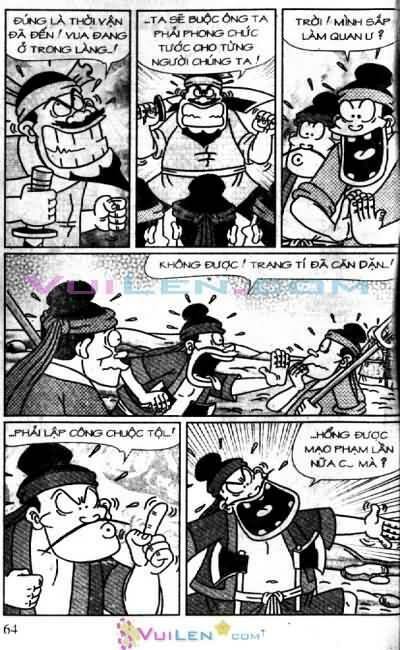 ĐÚNG LÀ THỜI VẬN
ĐÃ ĐẾN! VUA ĐANG
Ở TRONG LÀNG..!
..TA SẼ BUỘC ÔNG TA
PHẢI PHONG CHỨC
TƯỚC CHO TỪNG
NGƯỜI CHÚNG TA!
TRỜI! MÌNH SẮP
LÀM QUAN Ư?
KHÔNG ĐƯỢC! TRẠNG TÍ ĐÃ CĂN DẶN..!
VuiLen.com
...PHẢI LẬP CÔNG CHUỘC TỘI..!
...HỔNG ĐƯỢC
MẠO PHẠM LẦN
NỮA C... MÀ?
64
VuiLen.com